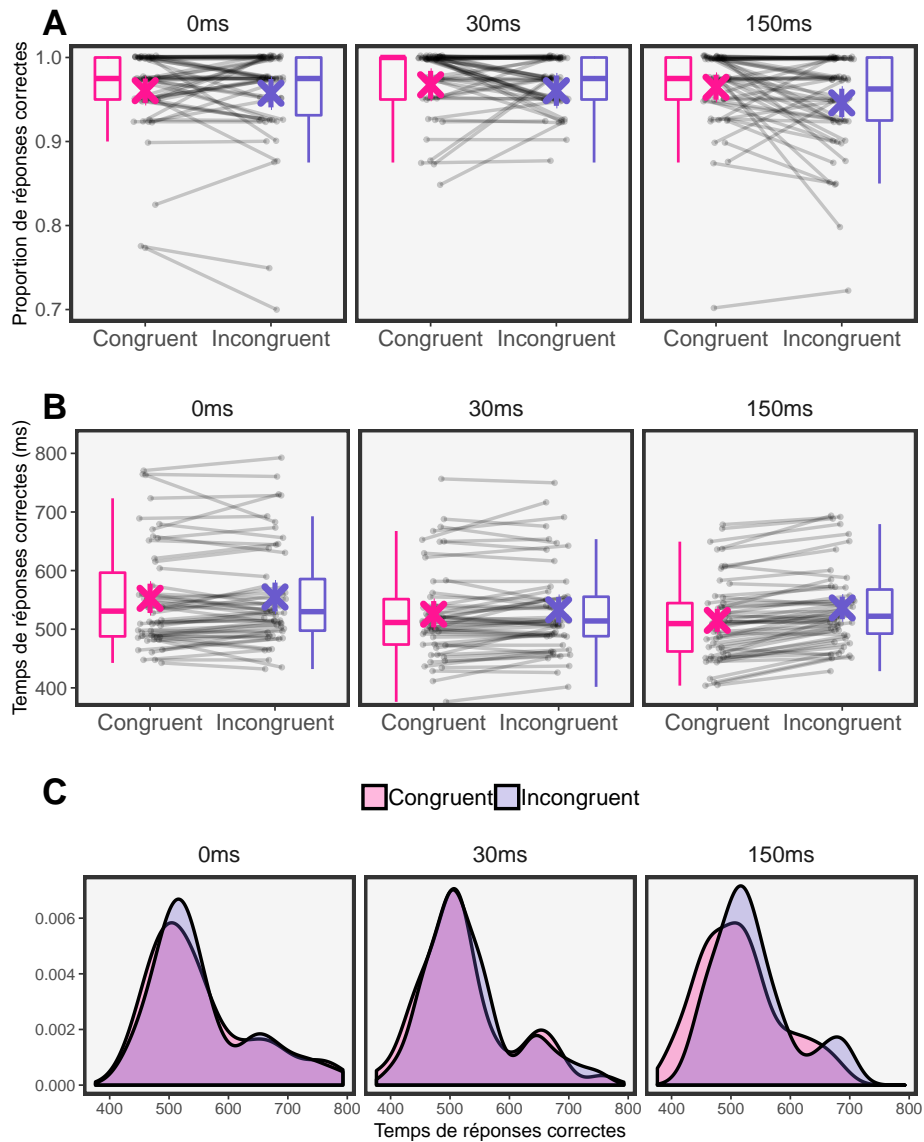 A
0ms 30ms 150ms
Proportion de réponses correctes
1.0
0.9
0.8
0.7
Congruent Incongruent Congruent Incongruent Congruent Incongruent
B
0ms 30ms 150ms
Temps de réponses correctes (ms)
800
700
600
500
400
Congruent Incongruent Congruent Incongruent Congruent Incongruent
C
Congruent Incongruent
0ms 30ms 150ms
0.006
0.004
0.002
0.000
400 500 600 700 800 400 500 600 700 800 400 500 600 700 800
Temps de réponses correctes